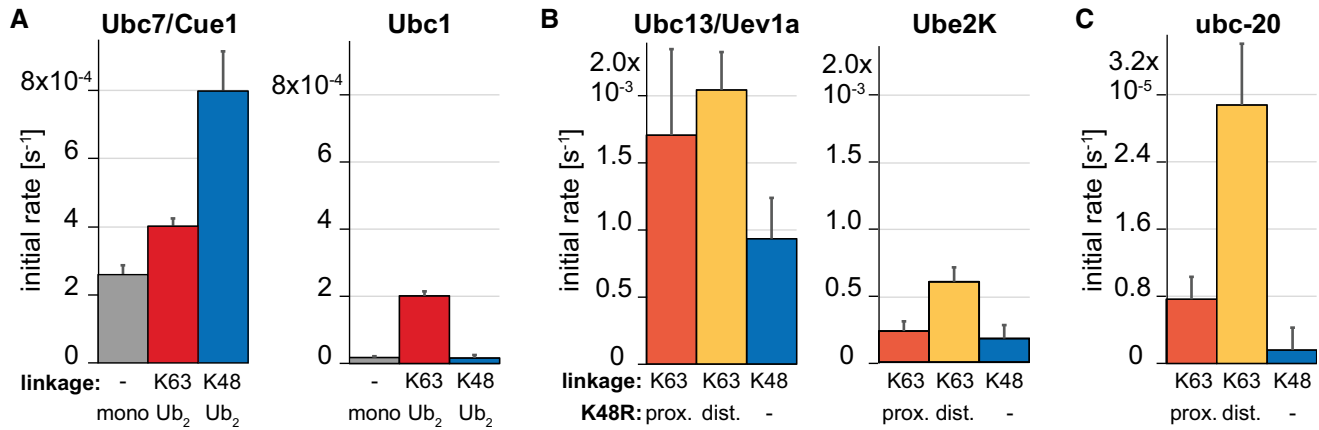 A
Ubc7/Cue1
initial rate [s⁻¹]
8x10⁻⁴
6
4
2
0
linkage: - K63 K48
mono Ub₂ Ub₂
Ubc1
8x10⁻⁴
6
4
2
0
- K63 K48
mono Ub₂ Ub₂
B
Ubc13/Uev1a
initial rate [s⁻¹]
2.0x
10⁻³
1.5
1.0
0.5
0
linkage: K63 K63 K48
K48R: prox. dist. -
Ube2K
2.0x
10⁻³
1.5
1.0
0.5
0
K63 K63 K48
prox. dist. -
C
ubc-20
initial rate [s⁻¹]
3.2x
10⁻⁵
2.4
1.6
0.8
0
K63 K63 K48
prox. dist. -